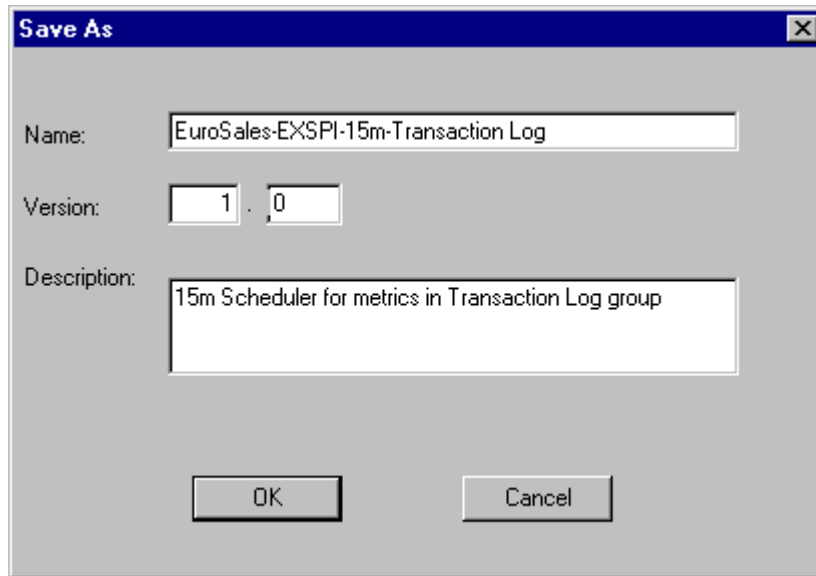 Save As
Name: EuroSales-EXSPI-15m-Transaction Log
Version: 1 . 0
Description: 15m Scheduler for metrics in Transaction Log group
OK Cancel